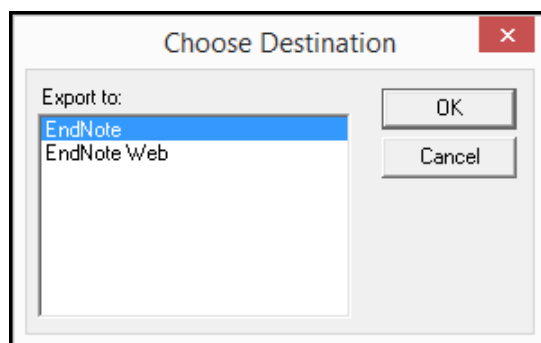 Choose Destination
Export to:
EndNote
EndNote Web
OK
Cancel